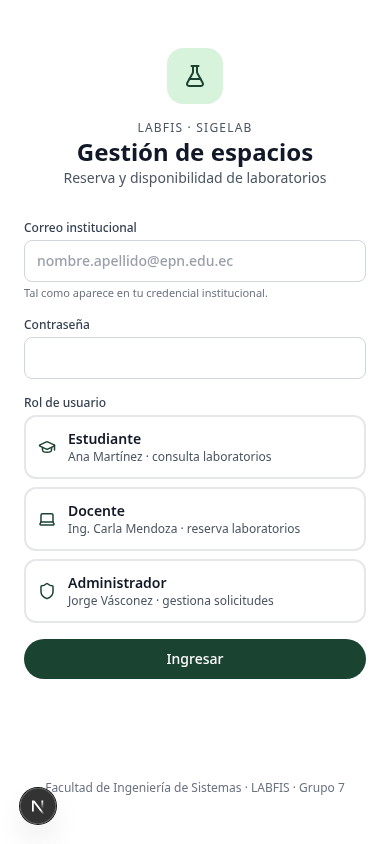 LABFIS · SIGELAB
Gestión de espacios
Reserva y disponibilidad de laboratorios
Correo institucional
nombre.apellido@epn.edu.ec
Tal como aparece en tu credencial institucional.
Contraseña
Rol de usuario
Estudiante
Ana Martínez · consulta laboratorios
Docente
Ing. Carla Mendoza · reserva laboratorios
Administrador
Jorge Vásconez · gestiona solicitudes
Ingresar
Facultad de Ingeniería de Sistemas · LABFIS · Grupo 7
N